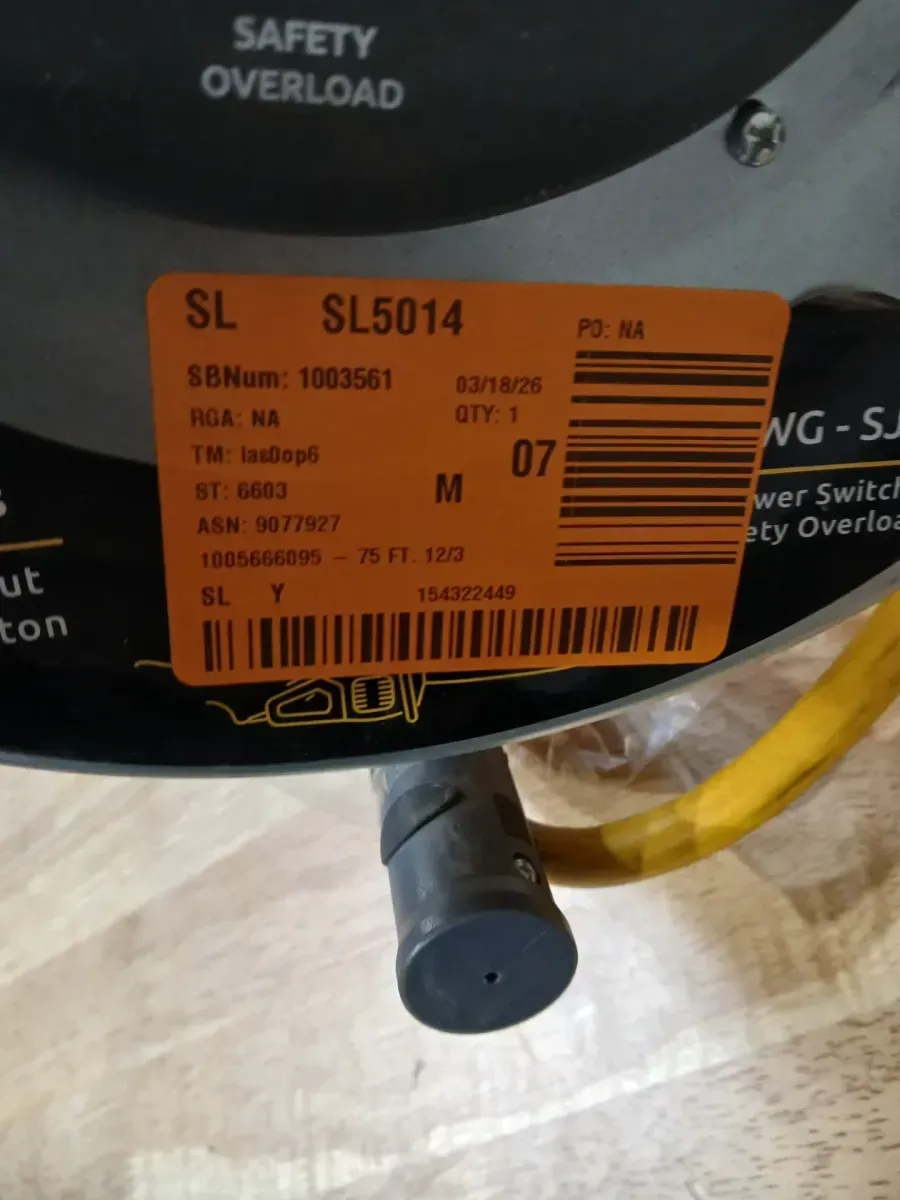 SAFETY
OVERLOAD
SL SL5014
PO: NA
SBNum: 1003561 03/18/26
RGA: NA QTY: 1
TM: las0op6 07
ST: 6603 M
ASN: 9077927
1005666095 - 75 FT. 12/3
SL Y 154322449
WG - SJ
wer Switch
ety Overloa
ut
ton